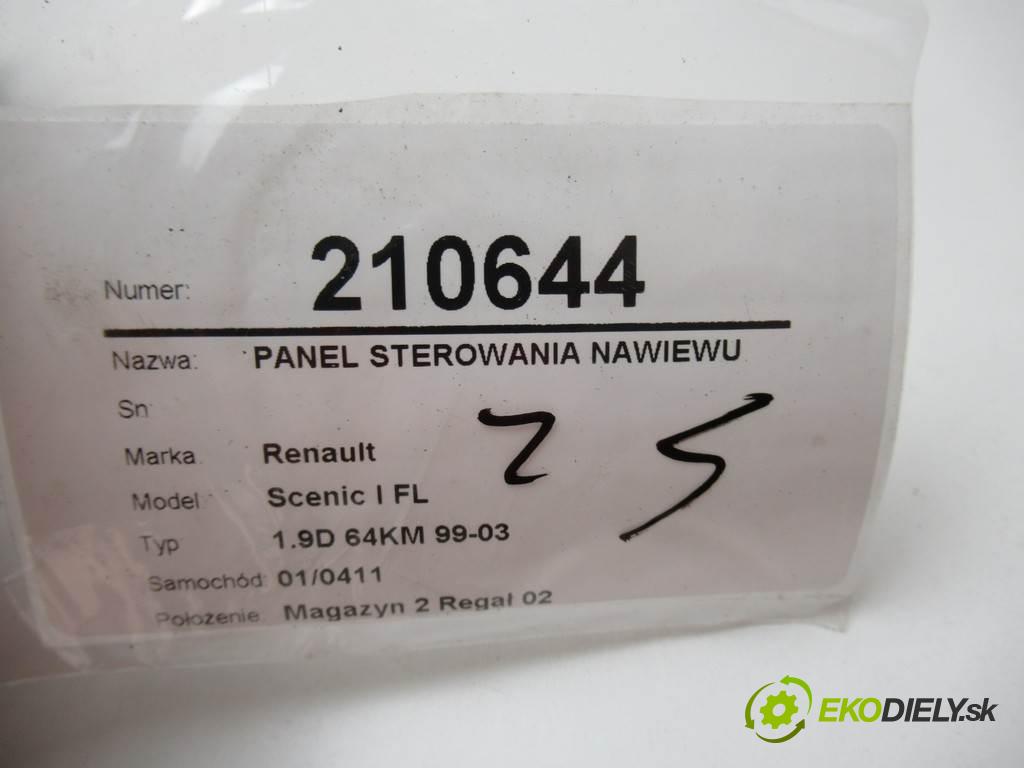 Numer: 210644
Nazwa: PANEL STEROWANIA NAWIEWU
Sn:
Marka: Renault
Model: Scenic I FL
Typ 1.9D 64KM 99-03
Samochód: 01/0411
Położenie: Magazyn 2 Regał 02
2 S
EKODIELY.sk